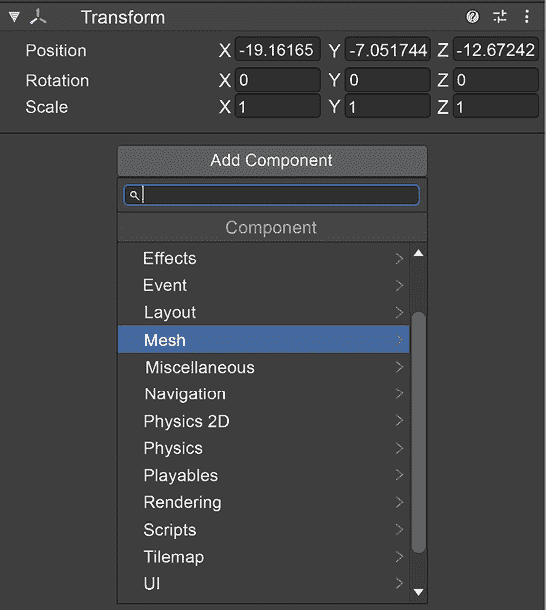 Transform
Position X -19.16165 Y -7.051744 Z -12.67242
Rotation X 0 Y 0 Z 0
Scale X 1 Y 1 Z 1
Add Component
Component
Effects
Event
Layout
Mesh
Miscellaneous
Navigation
Physics 2D
Physics
Playables
Rendering
Scripts
Tilemap
UI